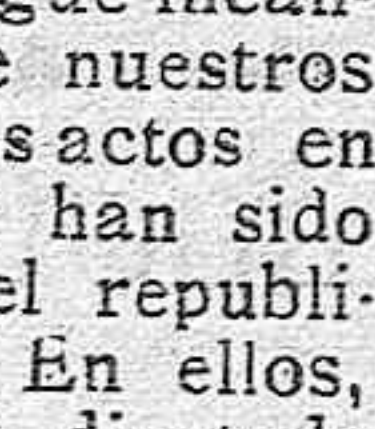 nuestros
s actos en
han sido
el republi-
En ellos,